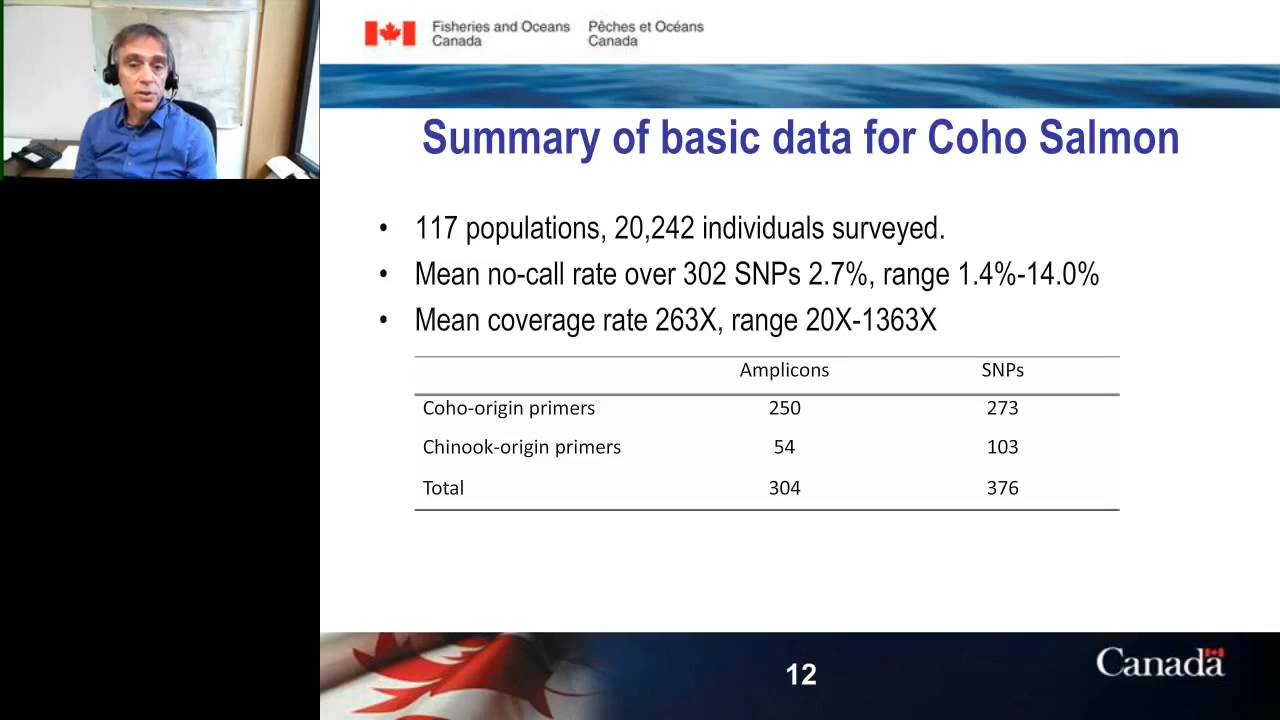 Fisheries and Oceans Pêches et Océans
Canada Canada
Summary of basic data for Coho Salmon
• 117 populations, 20,242 individuals surveyed.
• Mean no-call rate over 302 SNPs 2.7%, range 1.4%-14.0%
• Mean coverage rate 263X, range 20X-1363X
Amplicons SNPs
Coho-origin primers 250 273
Chinook-origin primers 54 103
Total 304 376
12
Canada